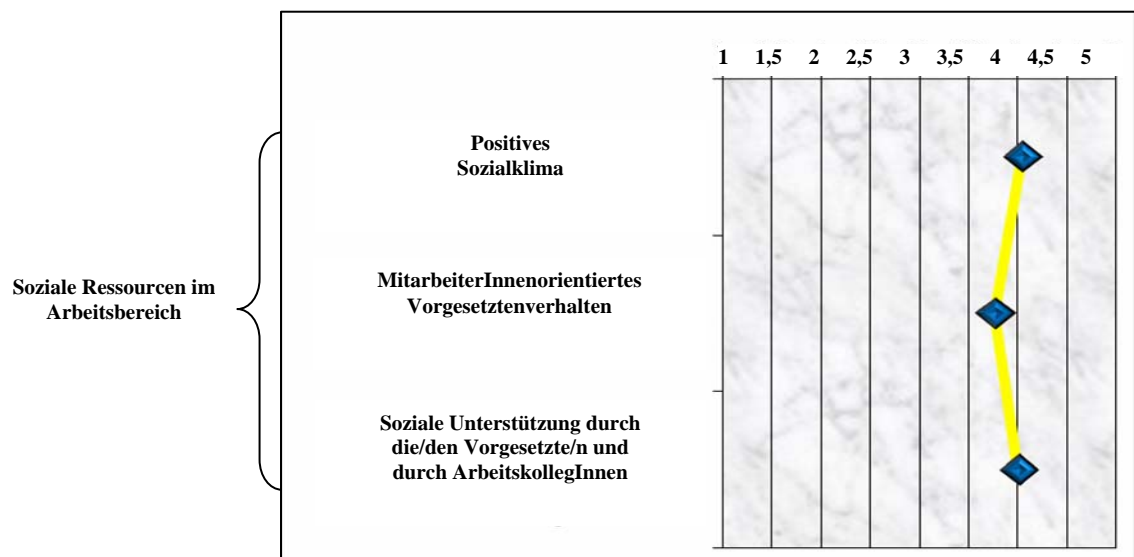 1 1,5 2 2,5 3 3,5 4 4,5 5
Positives
Sozialklima
Soziale Ressourcen im
Arbeitsbereich
MitarbeiterInnenorientiertes
Vorgesetztenverhalten
Soziale Unterstützung durch
die/den Vorgesetzte/n und
durch ArbeitskollegInnen